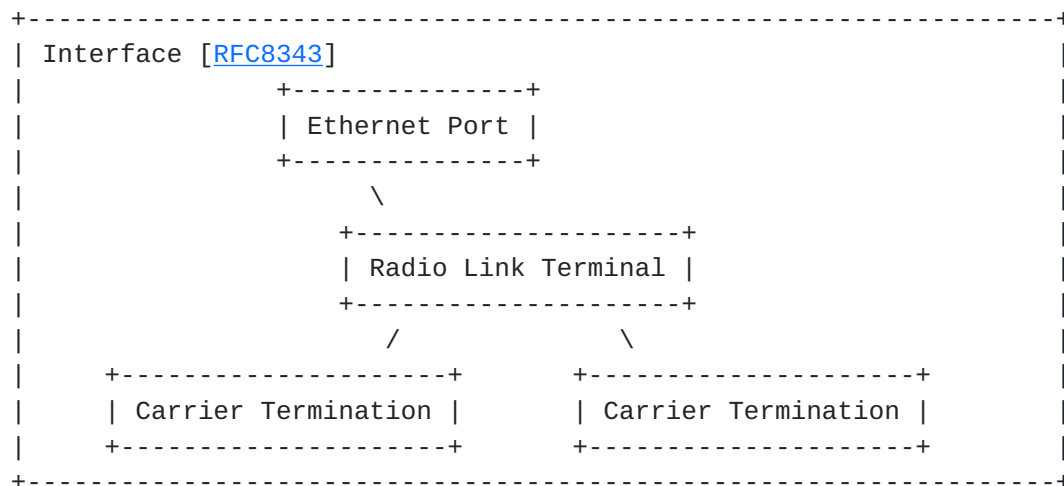 Interface [RFC8343]
Ethernet Port
Radio Link Terminal
Carrier Termination Carrier Termination